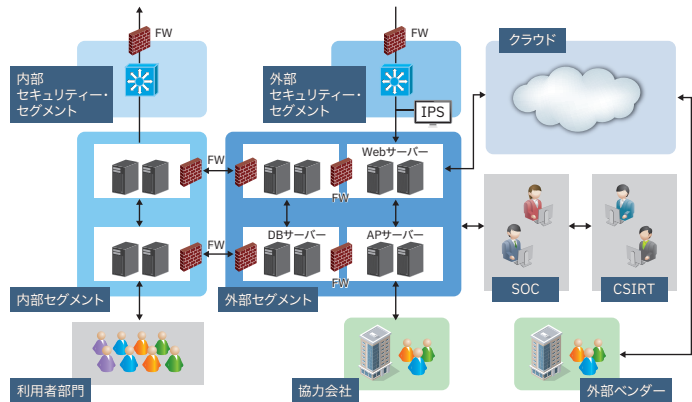 FW
FW
クラウド
内部
セキュリティー・
セグメント
外部
セキュリティー・
セグメント
IPS
Webサーバー
FW
FW
DBサーバー
APサーバー
FW
FW
内部セグメント
外部セグメント
SOC
CSIRT
利用者部門
協力会社
外部ベンダー